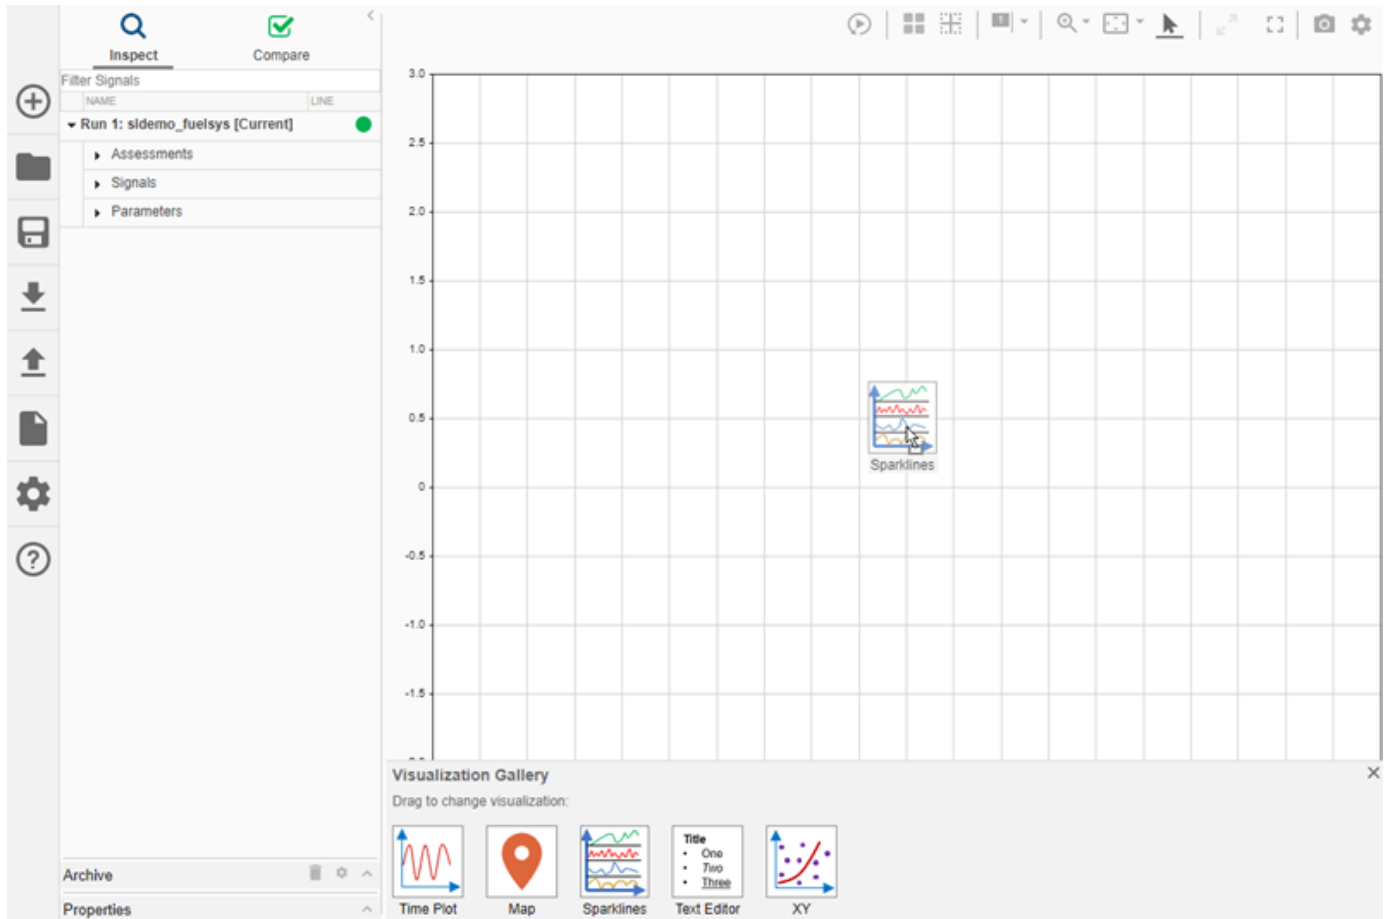 Inspect
Compare
Filter Signals
NAME LINE
Run 1: sldemo_fuelsys [Current]
Assessments
Signals
Parameters
Archive
Properties
1
3.0
2.5
2.0
1.5
1.0
0.5
0
-0.5
-1.0
-1.5
Sparklines
Visualization Gallery
Drag to change visualization:
Title
One
Two
Three
Time Plot Map Sparklines Text Editor XY